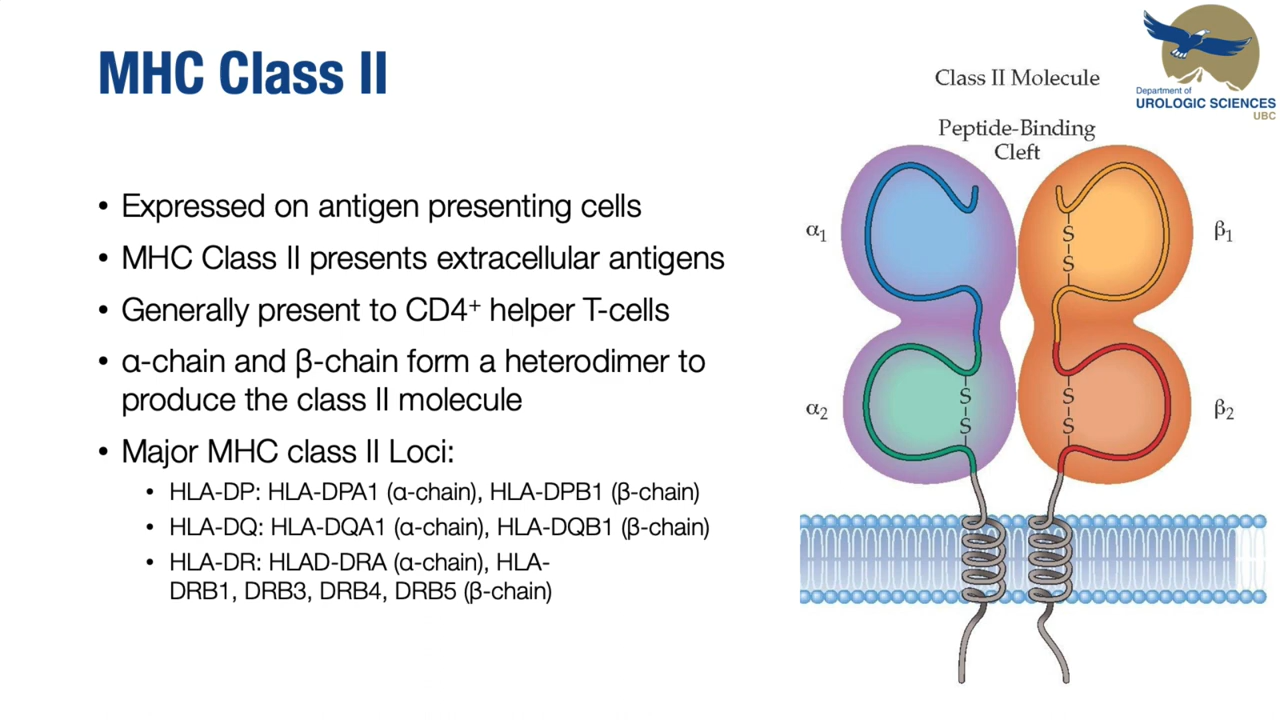 MHC Class II
Department of
UROLOGIC SCIENCES
UBC
• Expressed on antigen presenting cells
• MHC Class II presents extracellular antigens
• Generally present to CD4⁺ helper T-cells
• α-chain and β-chain form a heterodimer to
produce the class II molecule
• Major MHC class II Loci:
• HLA-DP: HLA-DPA1 (α-chain), HLA-DPB1 (β-chain)
• HLA-DQ: HLA-DQA1 (α-chain), HLA-DQB1 (β-chain)
• HLA-DR: HLAD-DRA (α-chain), HLA-
DRB1, DRB3, DRB4, DRB5 (β-chain)
Class II Molecule
Peptide-Binding
Cleft
α₁
S
S
β₁
α₂
S
S
S
S
β₂